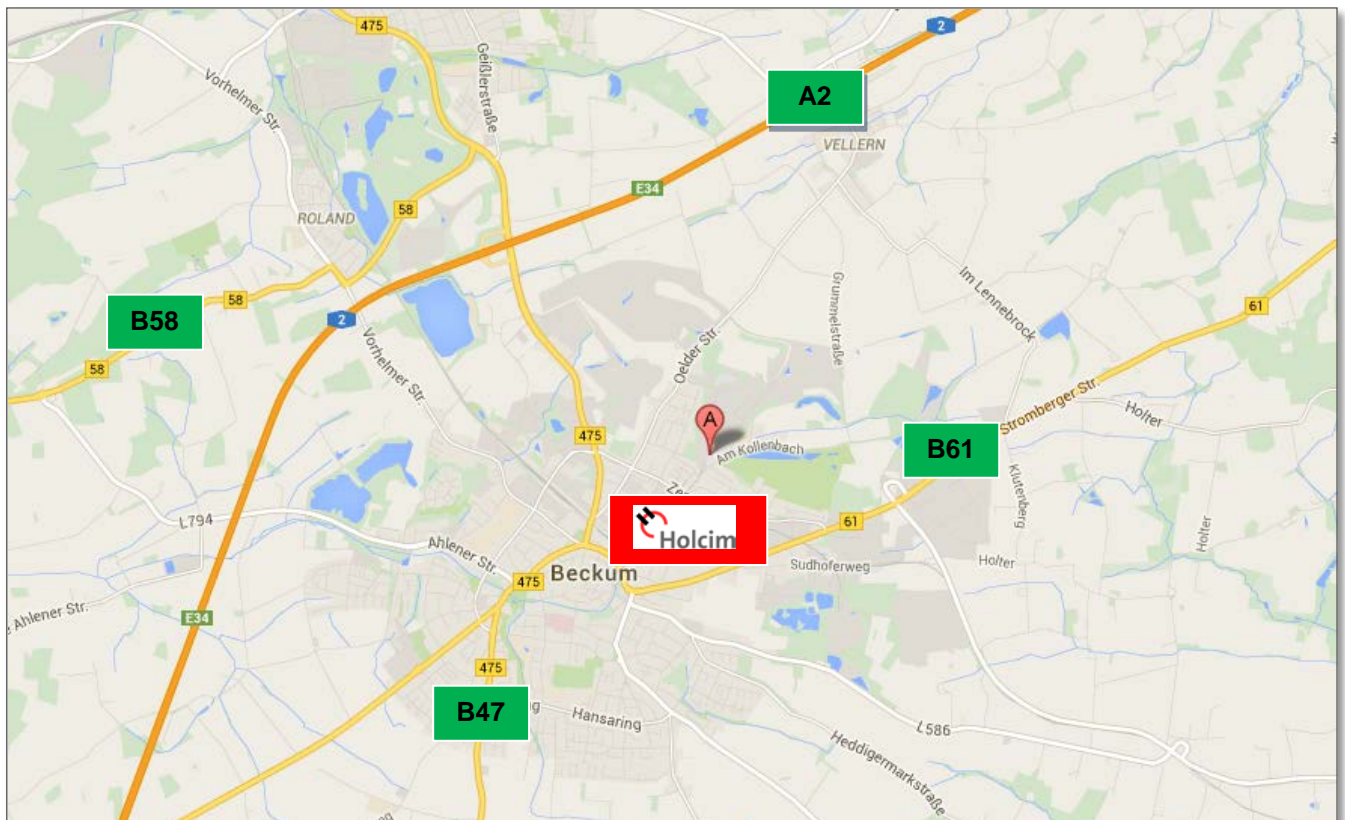 475
2
Geißlerstraße
Vorhelmer Str.
A2
VELLERN
E34
58
ROLAND
Im Lennebrock
Grummelstraße
58
B58
2
61
Vorhelmer Str.
Oelder Str.
58
Stromberger Str.
Holter
A
475
Am Kollenbach
B61
Klutenberg
L794
61
Holcim
Ahlener Str.
Holter
Holter
Sudhoferweg
475
Beckum
E34
e Ahlener Str.
475
B47
Hansaring
L586
Heddigermarkstraße